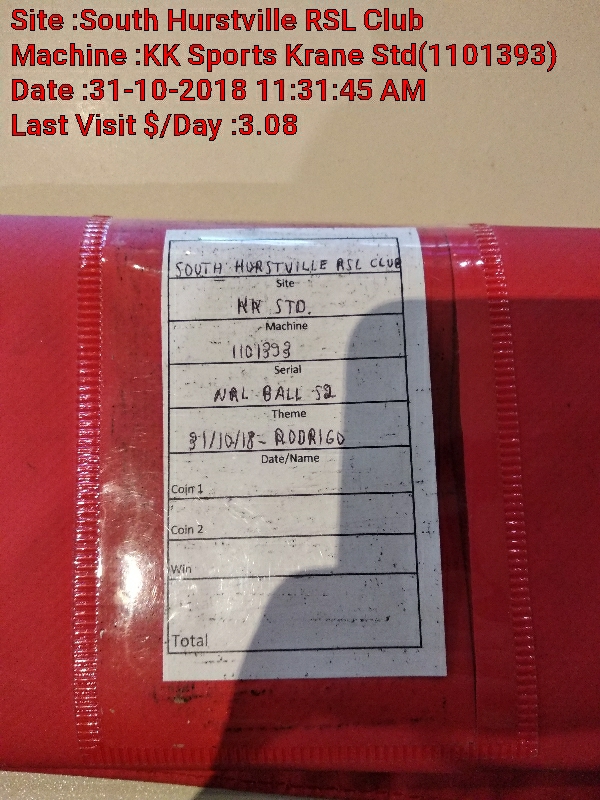 Site :South Hurstville RSL Club
Machine :KK Sports Krane Std(1101393)
Date :31-10-2018 11:31:45 AM
Last Visit $/Day :3.08
SOUTH HURSTVILLE RSL CLUB
Site
KK STD.
Machine
1101393
Serial
NRL BALL $2
Theme
31/10/18- RODRIGO
Date/Name
Coin 1
Coin 2
Win
Total